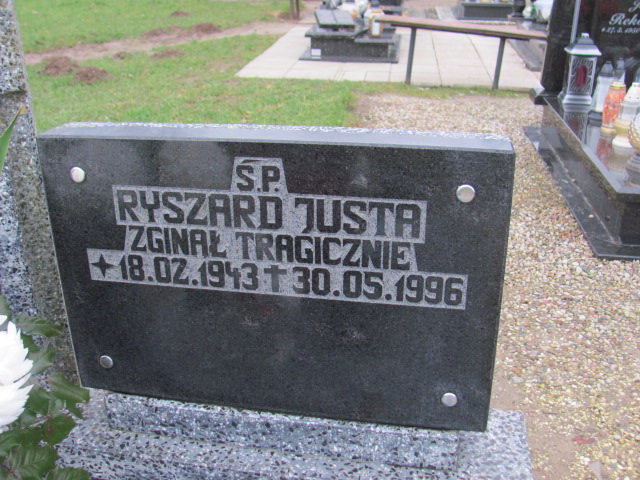 Ś.P.
RYSZARD JUSTA
ZGINAŁ TRAGICZNIE
18.02.1943 30.05.1996